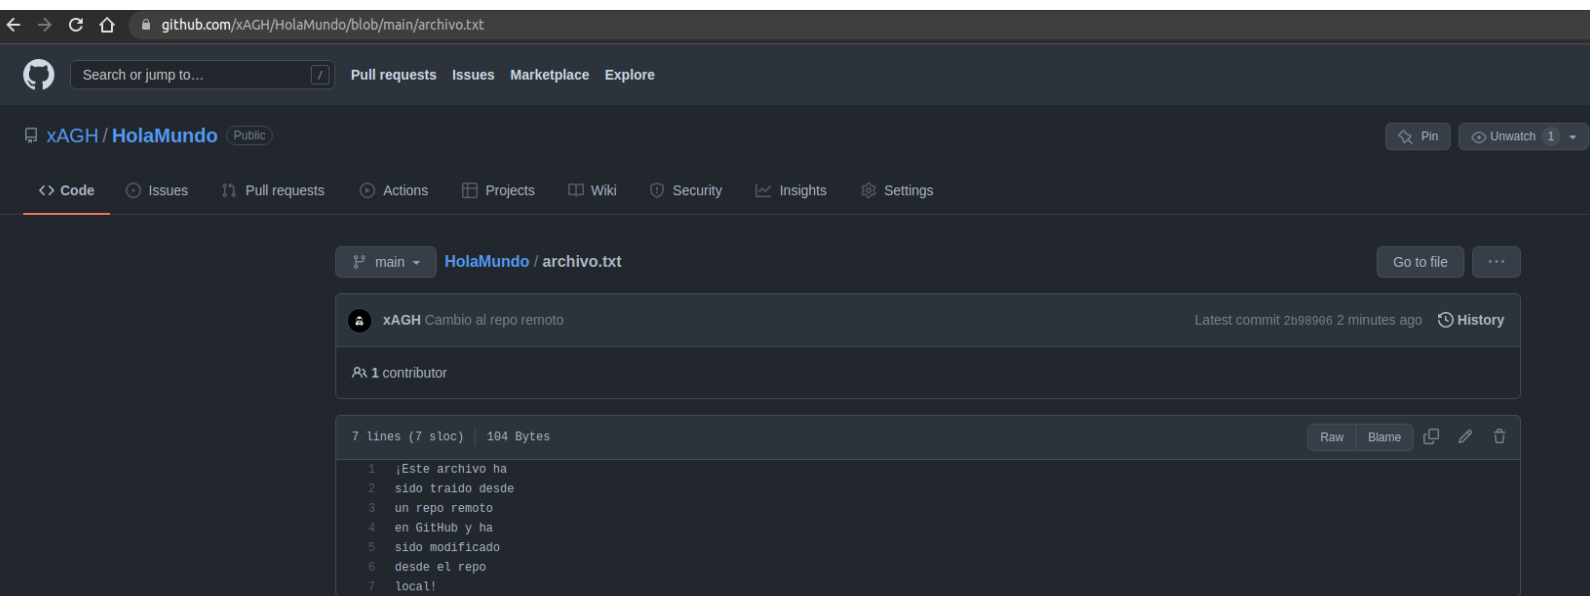 github.com/xAGH/HolaMundo/blob/main/archivo.txt
Search or jump to… / Pull requests Issues Marketplace Explore
xAGH / HolaMundo Public Pin Unwatch 1
<> Code Issues Pull requests Actions Projects Wiki Security Insights Settings
main HolaMundo / archivo.txt Go to file ...
xAGH Cambio al repo remoto Latest commit 2b98906 2 minutes ago History
1 contributor
7 lines (7 sloc) 104 Bytes Raw Blame
1 ¡Este archivo ha
2 sido traido desde
3 un repo remoto
4 en GitHub y ha
5 sido modificado
6 desde el repo
7 local!